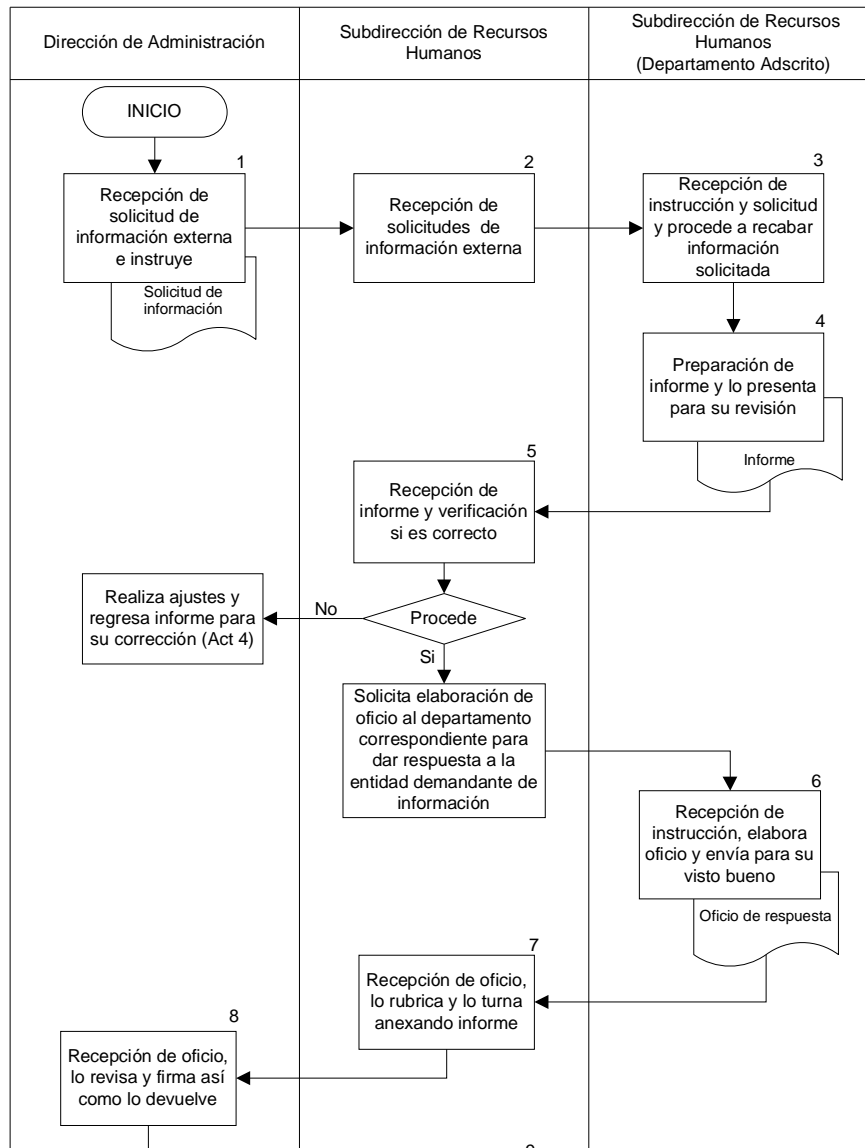 Dirección de Administración
Subdirección de Recursos
Humanos
Subdirección de Recursos
Humanos
(Departamento Adscrito)
INICIO
1
Recepción de
solicitud de
información externa
e instruye
Solicitud de
información
2
Recepción de
solicitudes de
información externa
3
Recepción de
instrucción y solicitud
y procede a recabar
información
solicitada
4
Preparación de
informe y lo presenta
para su revisión
Informe
5
Recepción de
informe y verificación
si es correcto
Procede
No
Realiza ajustes y
regresa informe para
su corrección (Act 4)
Si
Solicita elaboración de
oficio al departamento
correspondiente para
dar respuesta a la
entidad demandante de
información
6
Recepción de
instrucción, elabora
oficio y envía para su
visto bueno
Oficio de respuesta
7
Recepción de oficio,
lo rubrica y lo turna
anexando informe
8
Recepción de oficio,
lo revisa y firma así
como lo devuelve